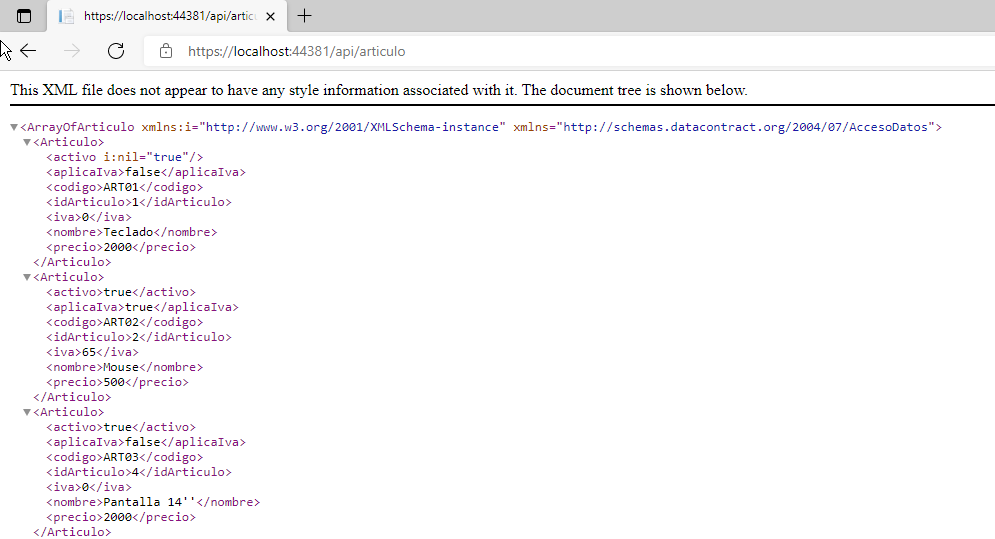 https://localhost:44381/api/artic
https://localhost:44381/api/articulo
This XML file does not appear to have any style information associated with it. The document tree is shown below.
<ArrayOfArticulo xmlns:i="http://www.w3.org/2001/XMLSchema-instance" xmlns="http://schemas.datacontract.org/2004/07/AccesoDatos">
<Articulo>
<activo i:nil="true"/>
<aplicaIva>false</aplicaIva>
<codigo>ART01</codigo>
<idArticulo>1</idArticulo>
<iva>0</iva>
<nombre>Teclado</nombre>
<precio>2000</precio>
</Articulo>
<Articulo>
<activo>true</activo>
<aplicaIva>true</aplicaIva>
<codigo>ART02</codigo>
<idArticulo>2</idArticulo>
<iva>65</iva>
<nombre>Mouse</nombre>
<precio>500</precio>
</Articulo>
<Articulo>
<activo>true</activo>
<aplicaIva>false</aplicaIva>
<codigo>ART03</codigo>
<idArticulo>4</idArticulo>
<iva>0</iva>
<nombre>Pantalla 14''</nombre>
<precio>2000</precio>
</Articulo>